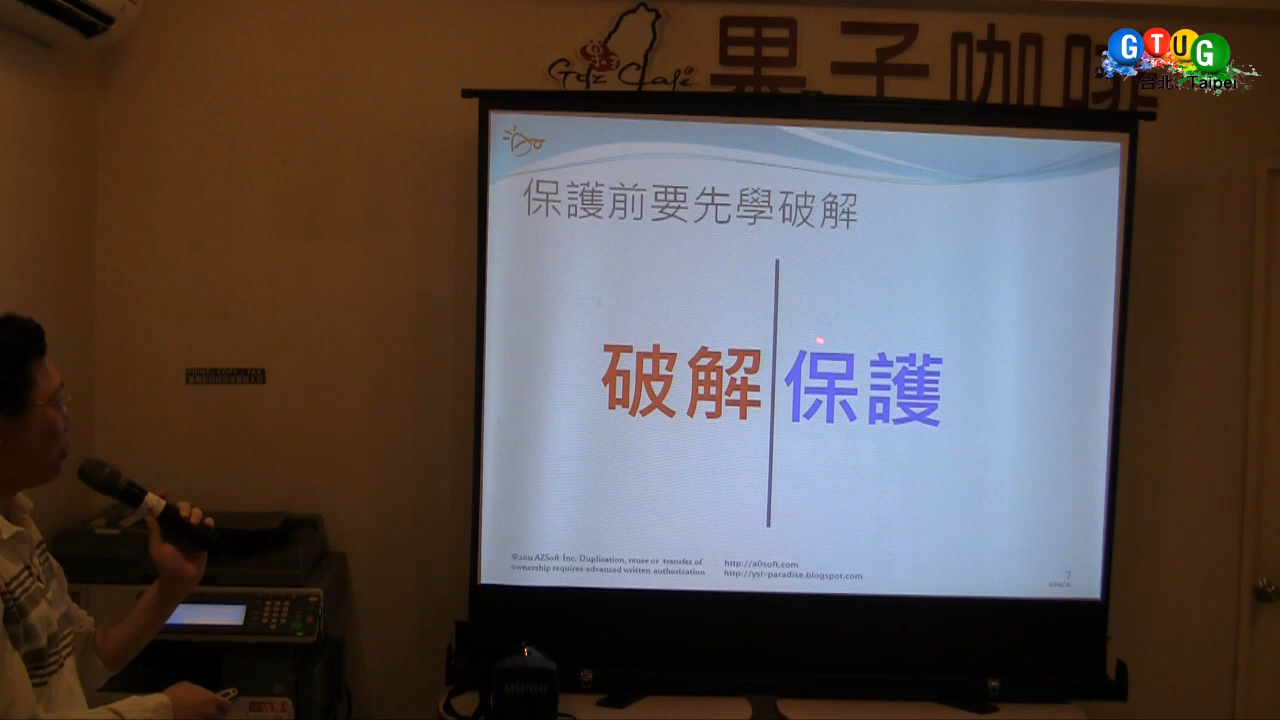 果子咖啡
GTUG
台北, Taipei
保護前要先學破解
破解
保護
©2011 AZSoft Inc. Duplication, reuse or transfer of
ownership requires advanced written authorization
http://a0soft.com
http://ysl-paradise.blogspot.com
7
MIPRO